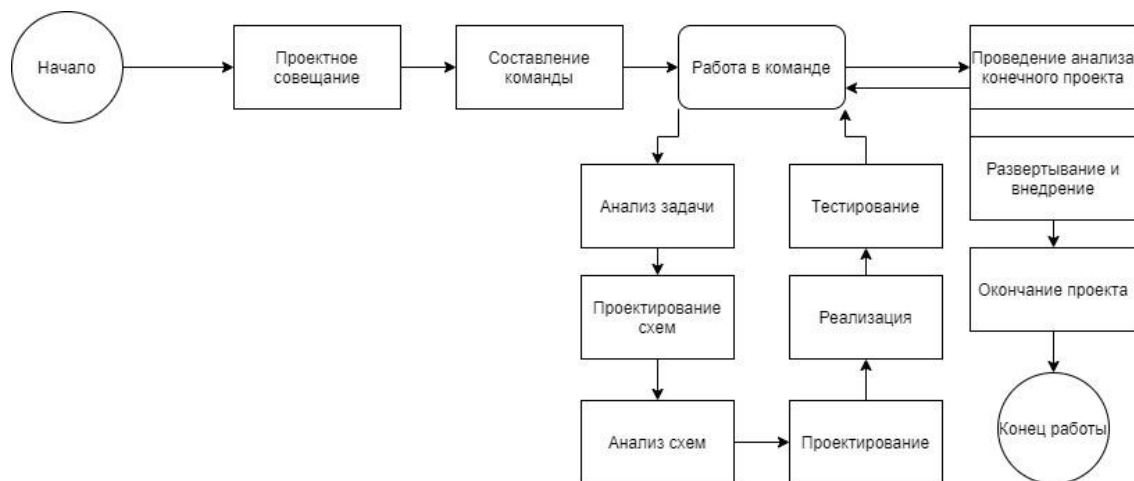 Начало
Проектное
совещание
Составление
команды
Работа в команде
Проведение анализа
конечного проекта
Анализ задачи
Тестирование
Развертывание и
внедрение
Проектирование
схем
Реализация
Окончание проекта
Анализ схем
Проектирование
Конец работы